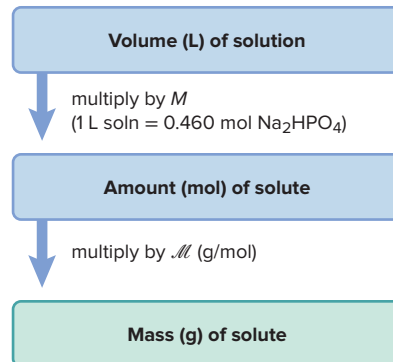 Volume (L) of solution
multiply by M
(1 L soln = 0.460 mol Na₂HPO₄)
Amount (mol) of solute
multiply by ℳ (g/mol)
Mass (g) of solute